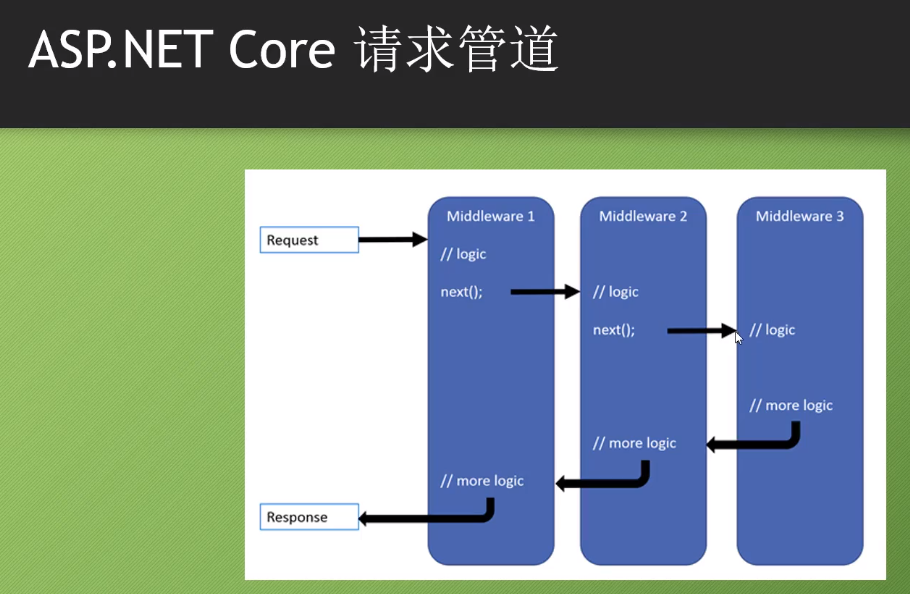 ASP.NET Core 请求管道
Middleware 1
Middleware 2
Middleware 3
Request
// logic
next();
// logic
next();
// logic
// more logic
// more logic
// more logic
Response